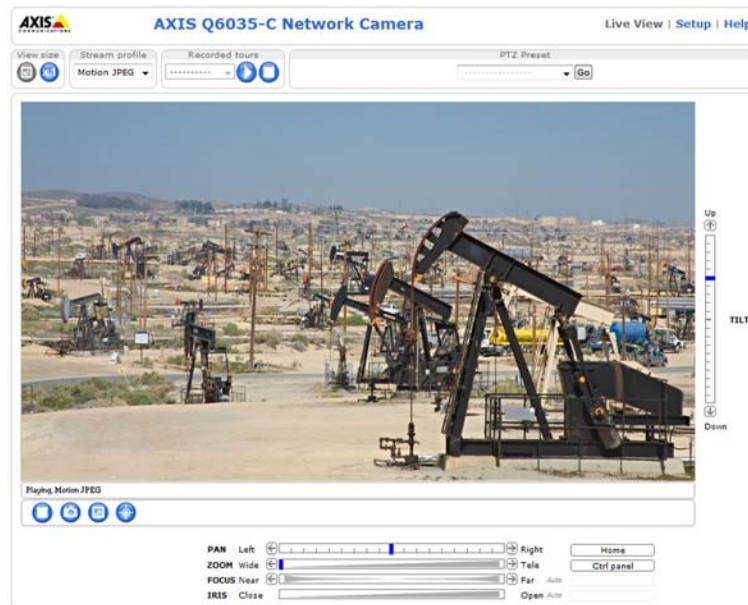 AXIS
COMMUNICATIONS
AXIS Q6035-C Network Camera
Live View | Setup | Help
View size
Stream profile
Recorded tours
PTZ Preset
Motion JPEG
----------
---------------
Go
Up
TILT
Down
Playing, Motion JPEG
PAN Left Right Home
ZOOM Wide Tele Ctrl panel
FOCUS Near Far Auto
IRIS Close Open Auto